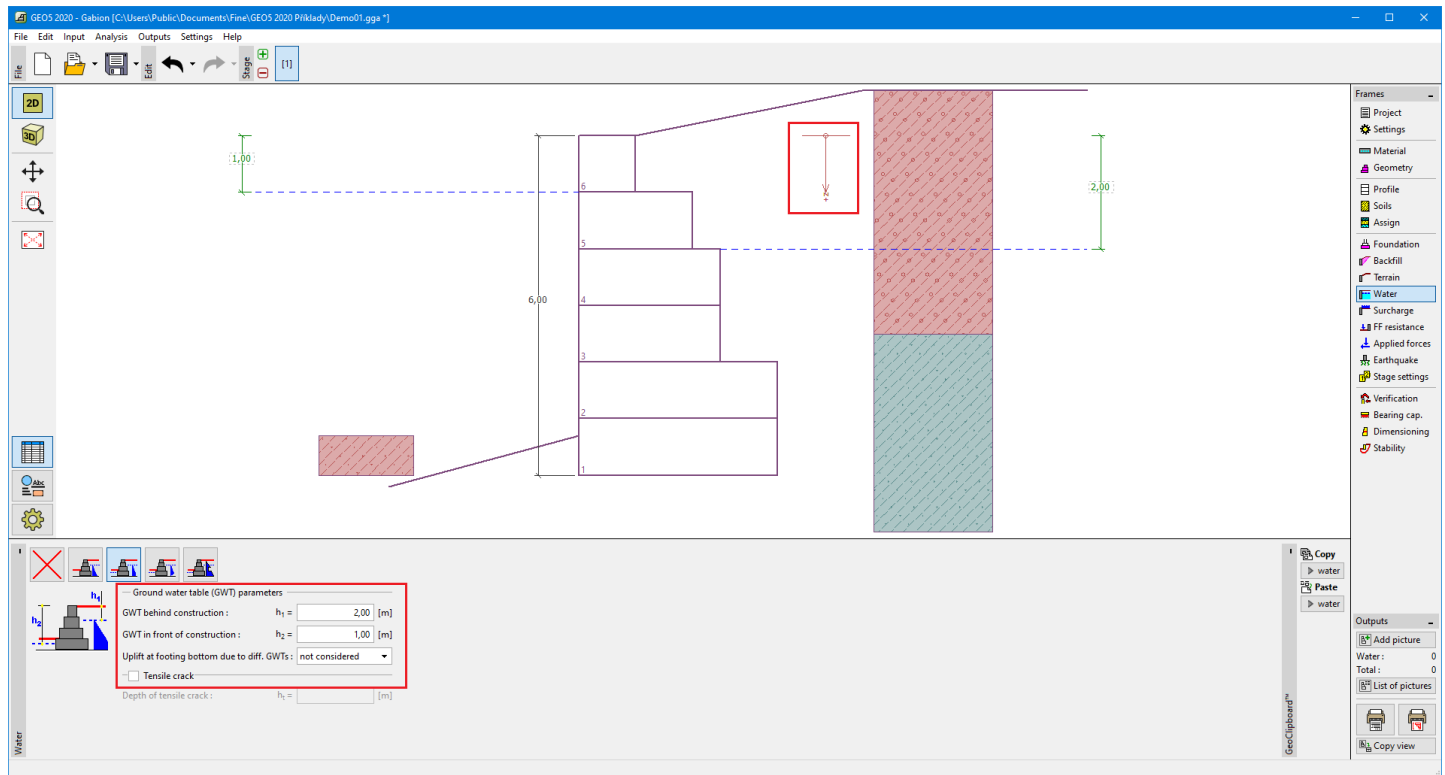 GEO5 2020 - Gabion [C:\Users\Public\Documents\Fine\GEO5 2020 Příklady\Demo01.gga *]
File Edit Input Analysis Outputs Settings Help
File
Edit
Stage
[1]
2D
3D
Abc
1,00
6,00
6
5
4
3
2
1
+z
2,00
Frames
Project
Settings
Material
Geometry
Profile
Soils
Assign
Foundation
Backfill
Terrain
Water
Surcharge
FF resistance
Applied forces
Earthquake
Stage settings
Verification
Bearing cap.
Dimensioning
Stability
Water
h₁
h₂
Ground water table (GWT) parameters
GWT behind construction : h₁ = 2,00 [m]
GWT in front of construction : h₂ = 1,00 [m]
Uplift at footing bottom due to diff. GWTs : not considered
Tensile crack
Depth of tensile crack : hₜ = [m]
GeoClipboard™
Copy
water
Paste
water
Outputs
Add picture
Water : 0
Total : 0
List of pictures
Copy view